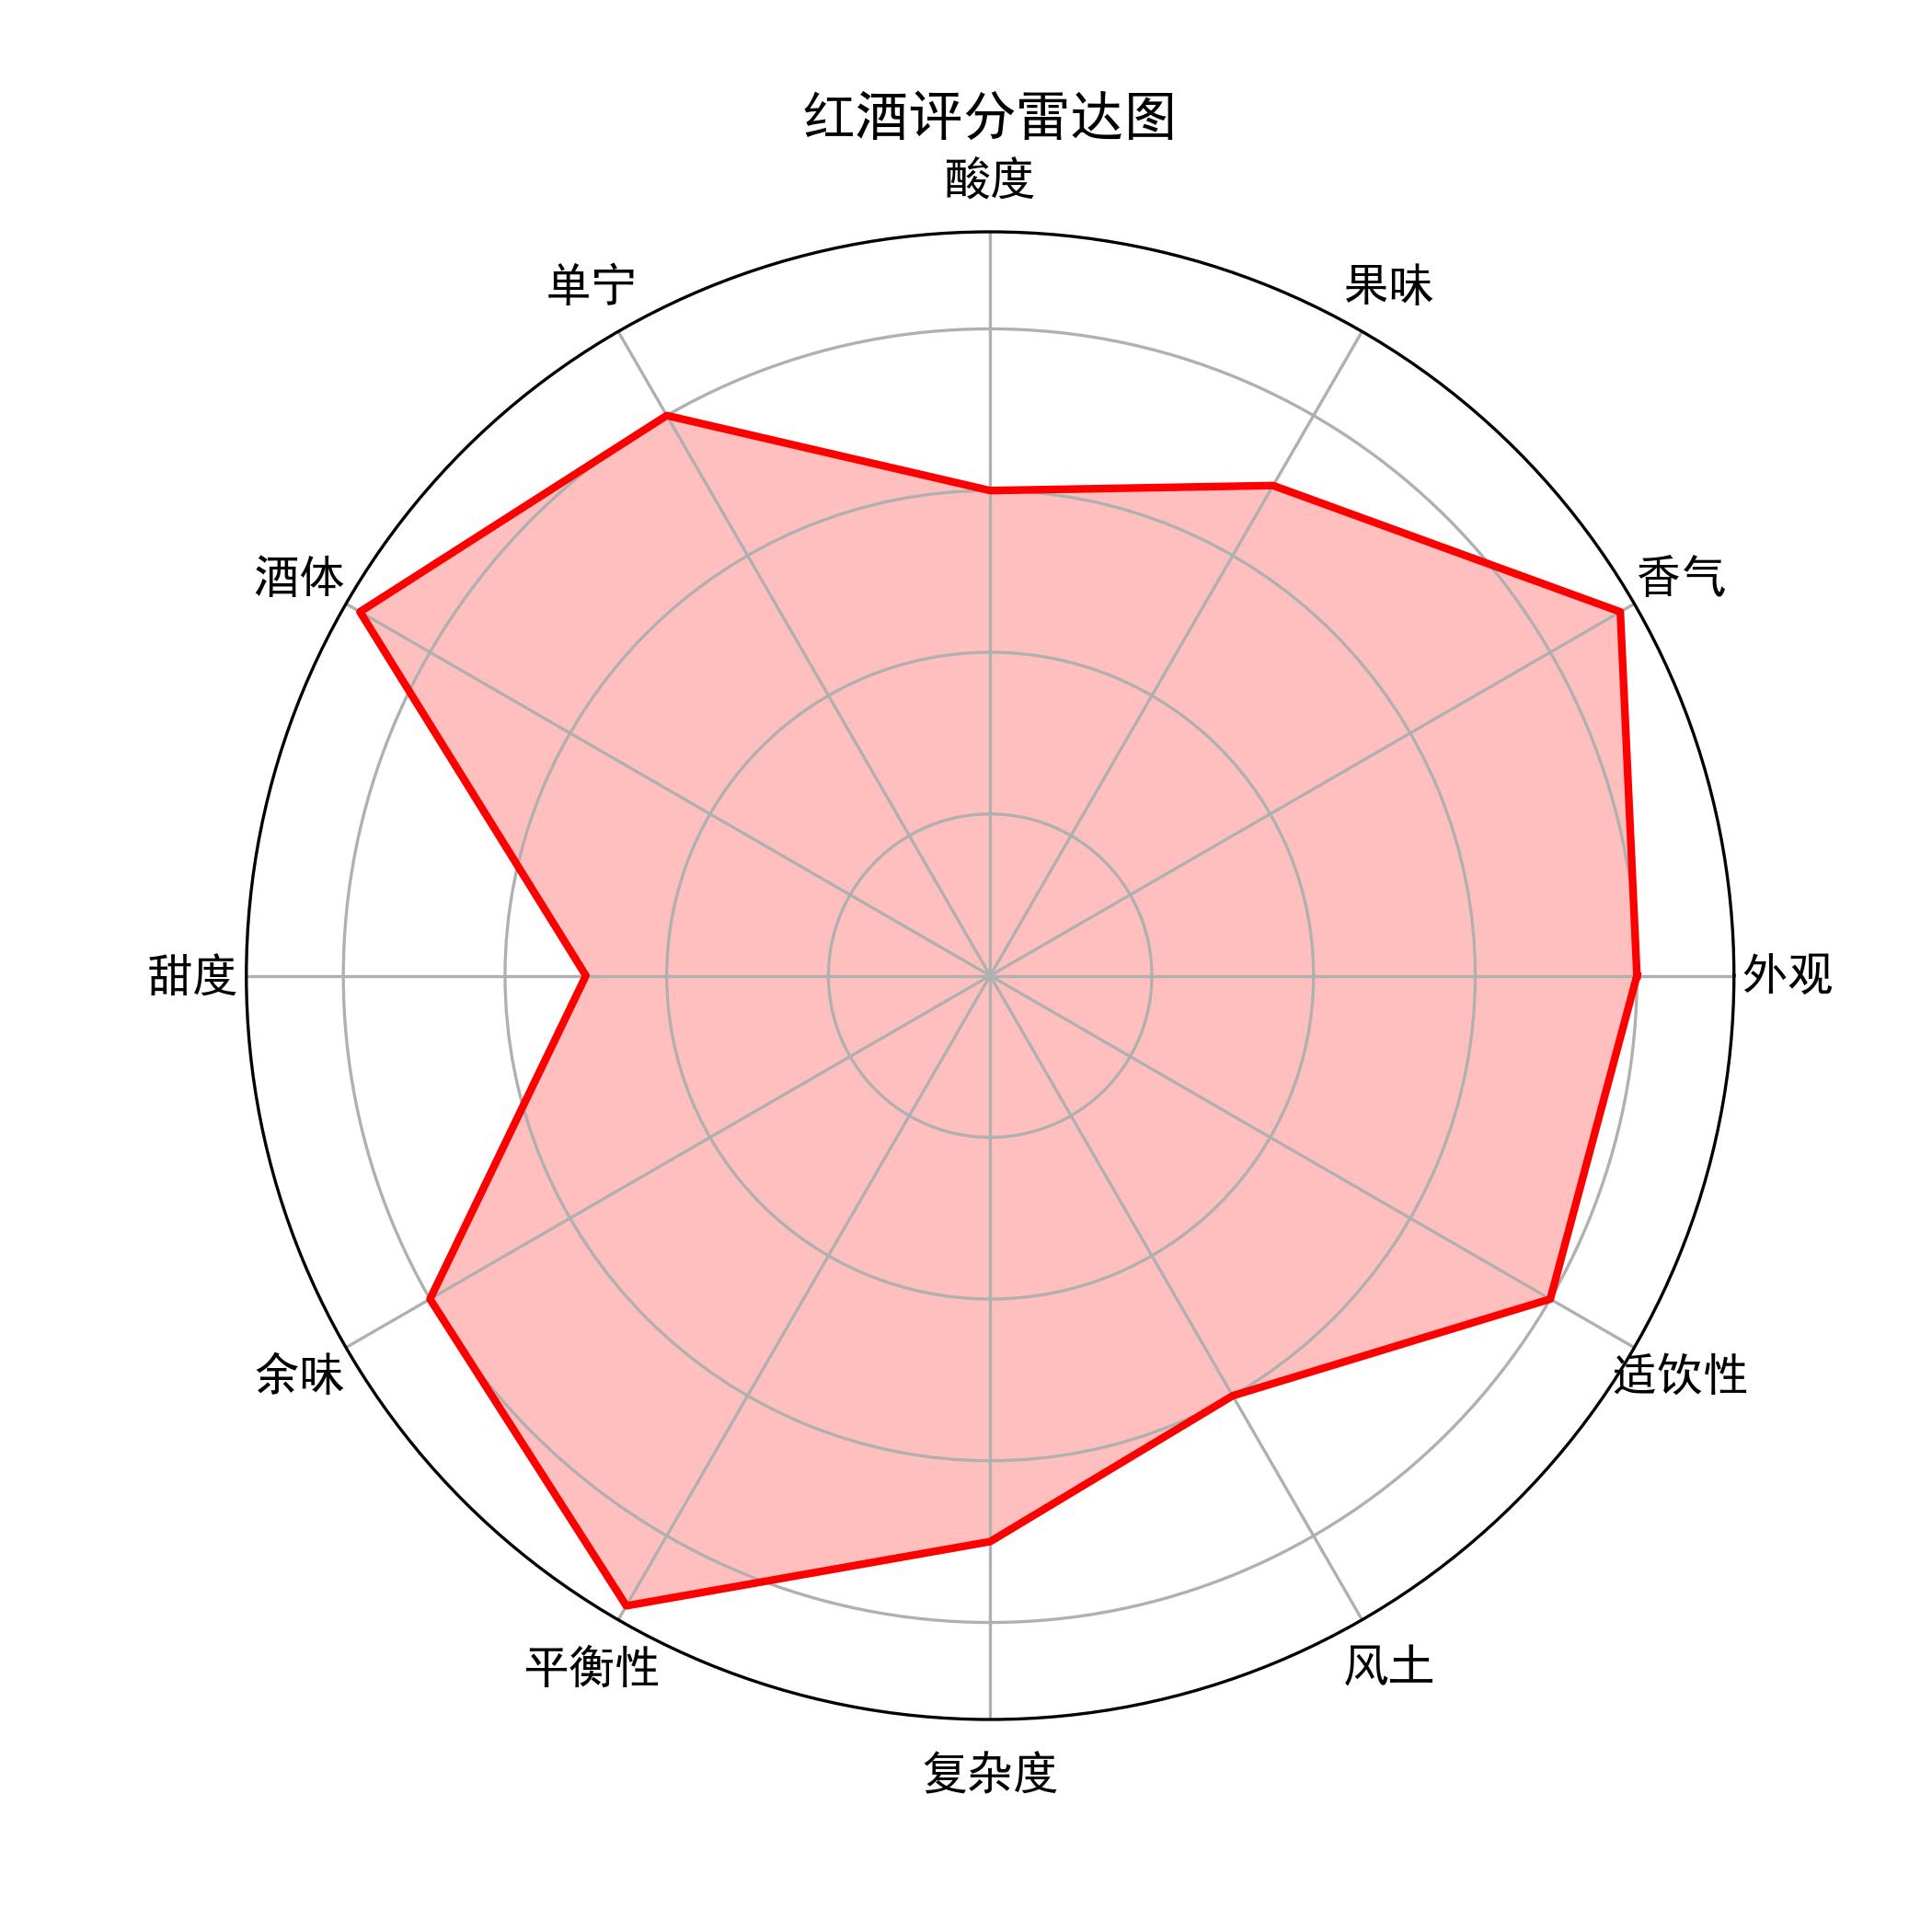 红酒评分雷达图
酸度
单宁
果味
酒体
香气
甜度
外观
余味
适饮性
平衡性
风土
复杂度